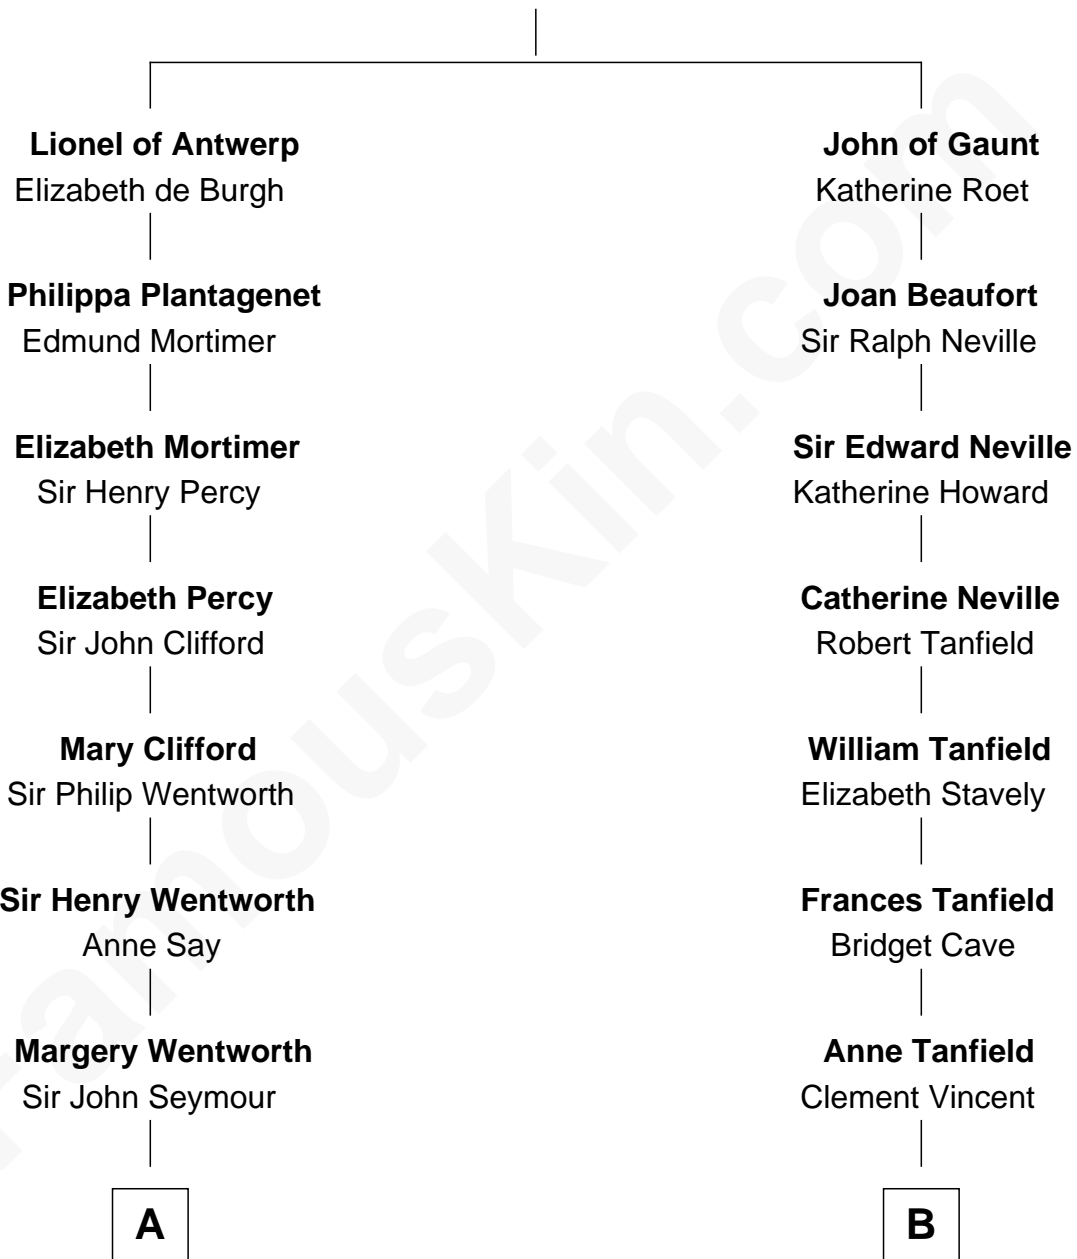 Lionel of Antwerp
Elizabeth de Burgh
Philippa Plantagenet
Edmund Mortimer
Elizabeth Mortimer
Sir Henry Percy
Elizabeth Percy
Sir John Clifford
Mary Clifford
Sir Philip Wentworth
Sir Henry Wentworth
Anne Say
Margery Wentworth
Sir John Seymour
A
John of Gaunt
Katherine Roet
Joan Beaufort
Sir Ralph Neville
Sir Edward Neville
Katherine Howard
Catherine Neville
Robert Tanfield
William Tanfield
Elizabeth Stavely
Frances Tanfield
Bridget Cave
Anne Tanfield
Clement Vincent
B
FamousKin.com